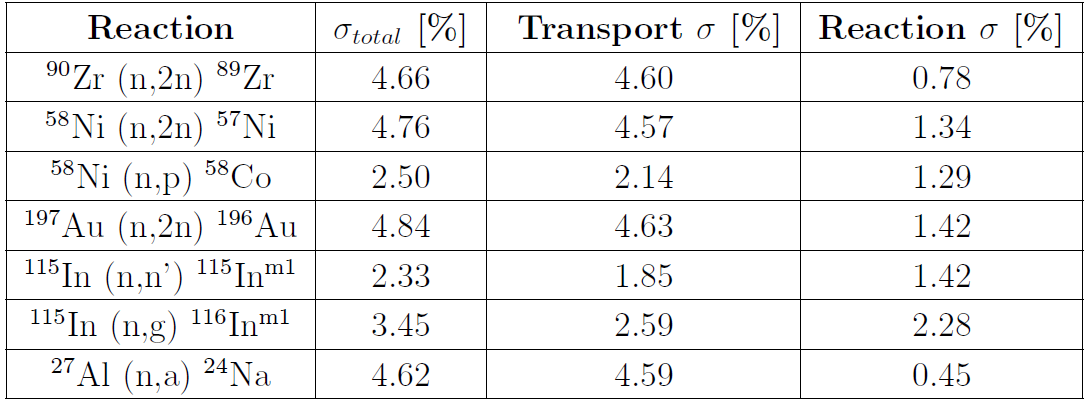 Reaction σtotal [%] Transport σ [%] Reaction σ [%]
⁹⁰Zr (n,2n) ⁸⁹Zr 4.66 4.60 0.78
⁵⁸Ni (n,2n) ⁵⁷Ni 4.76 4.57 1.34
⁵⁸Ni (n,p) ⁵⁸Co 2.50 2.14 1.29
¹⁹⁷Au (n,2n) ¹⁹⁶Au 4.84 4.63 1.42
¹¹⁵In (n,n') ¹¹⁵Inᵐ¹ 2.33 1.85 1.42
¹¹⁵In (n,g) ¹¹⁶Inᵐ¹ 3.45 2.59 2.28
²⁷Al (n,a) ²⁴Na 4.62 4.59 0.45